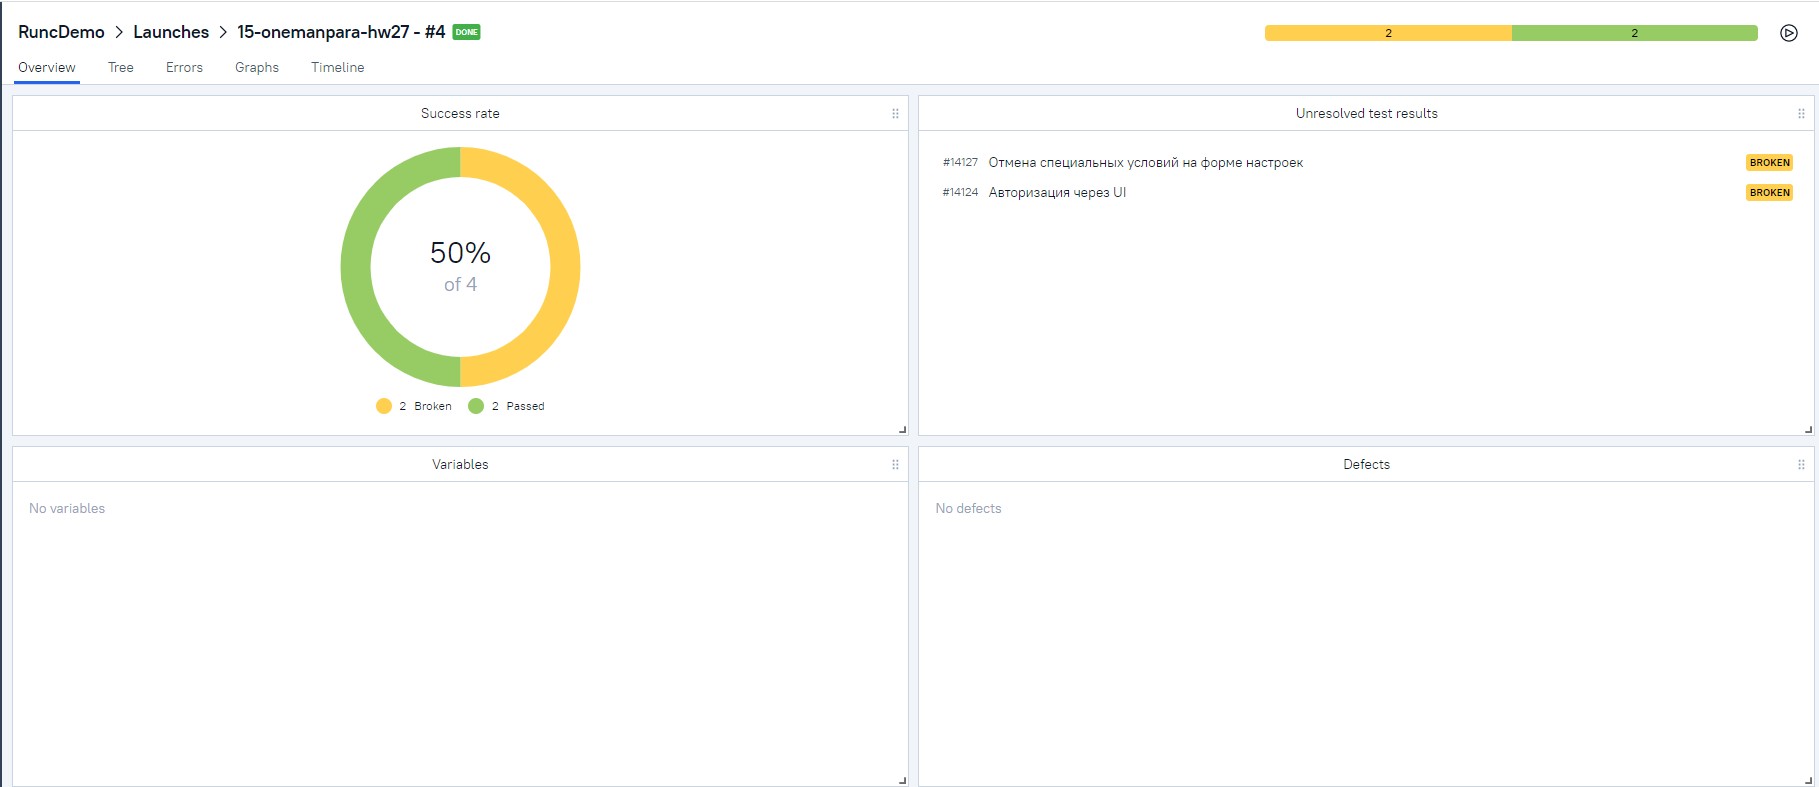 RuncDemo > Launches > 15-onemanpara-hw27 - #4 DONE
2 2
Overview Tree Errors Graphs Timeline
Success rate
50%
of 4
2 Broken 2 Passed
Unresolved test results
#14127 Отмена специальных условий на форме настроек BROKEN
#14124 Авторизация через UI BROKEN
Variables
No variables
Defects
No defects